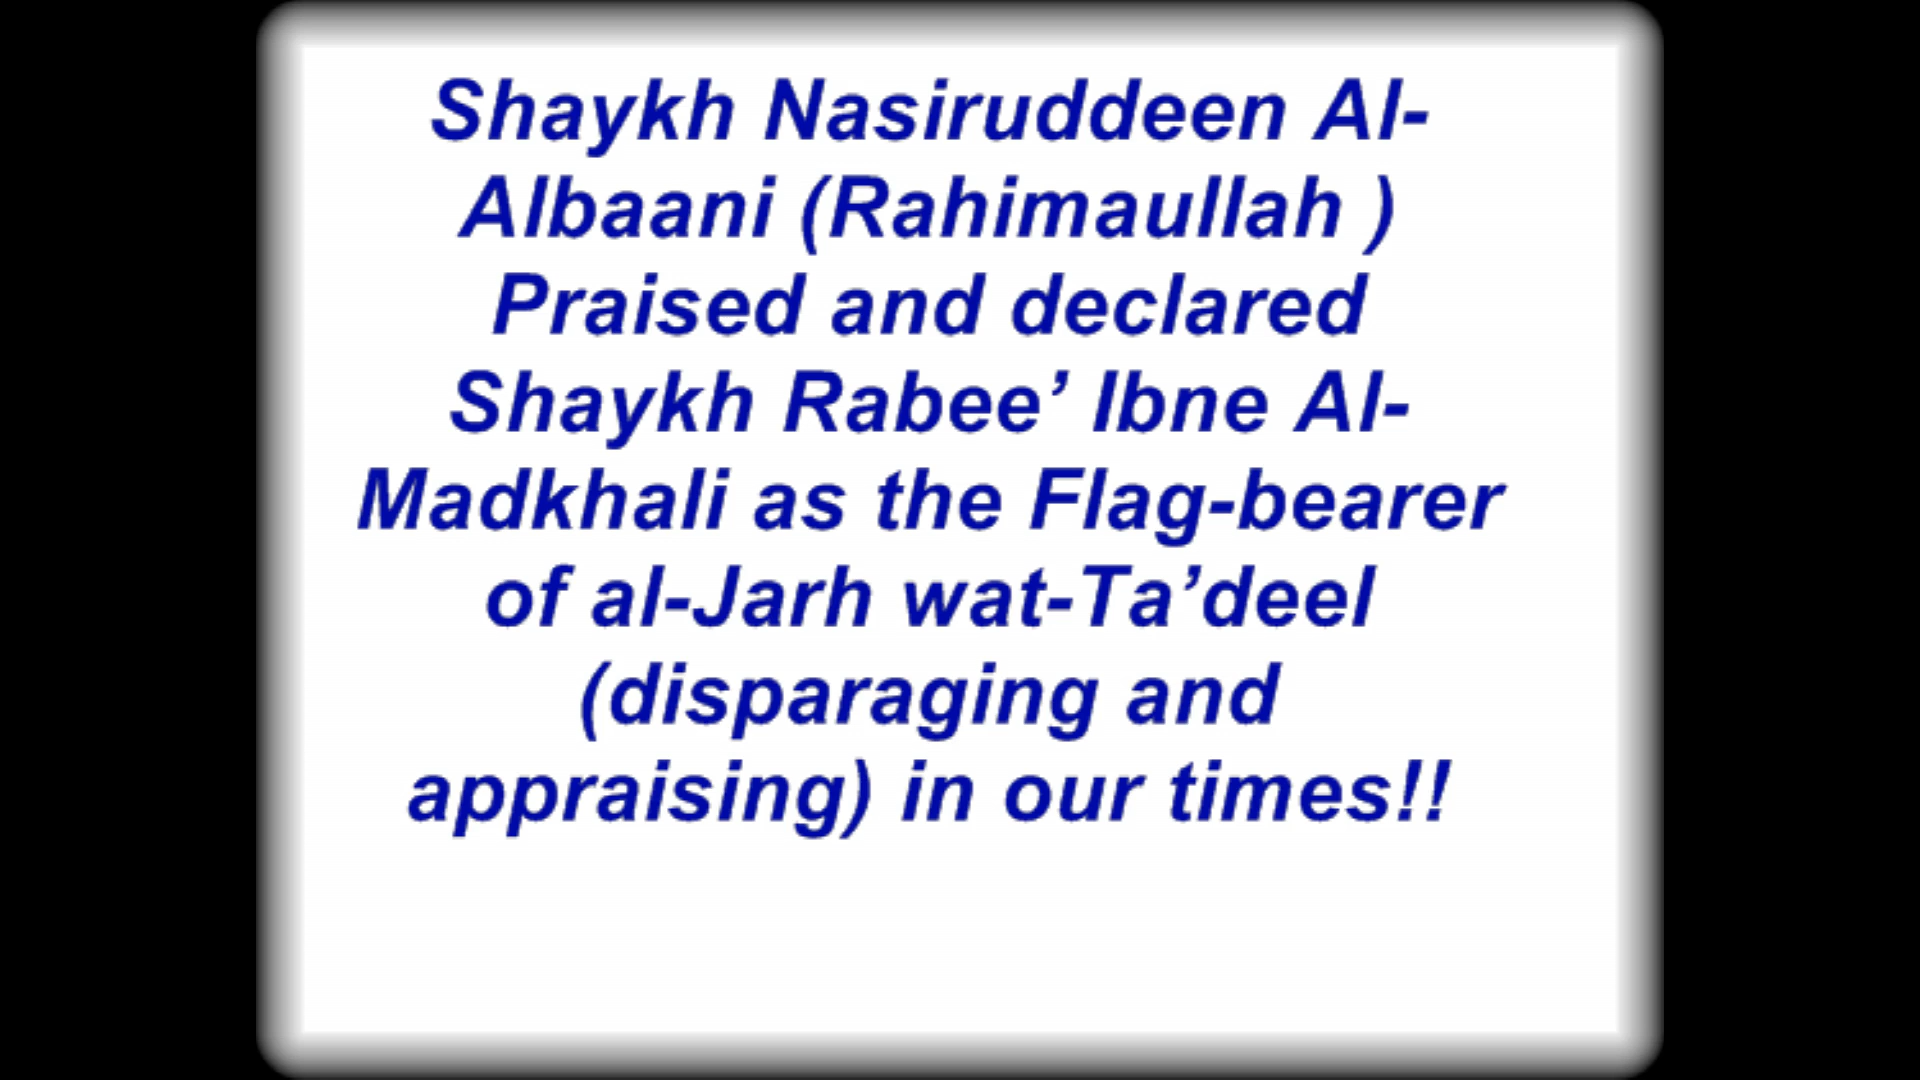 Shaykh Nasiruddeen Al-
Albaani (Rahimaullah )
Praised and declared
Shaykh Rabee’ Ibne Al-
Madkhali as the Flag-bearer
of al-Jarh wat-Ta’deel
(disparaging and
appraising) in our times!!